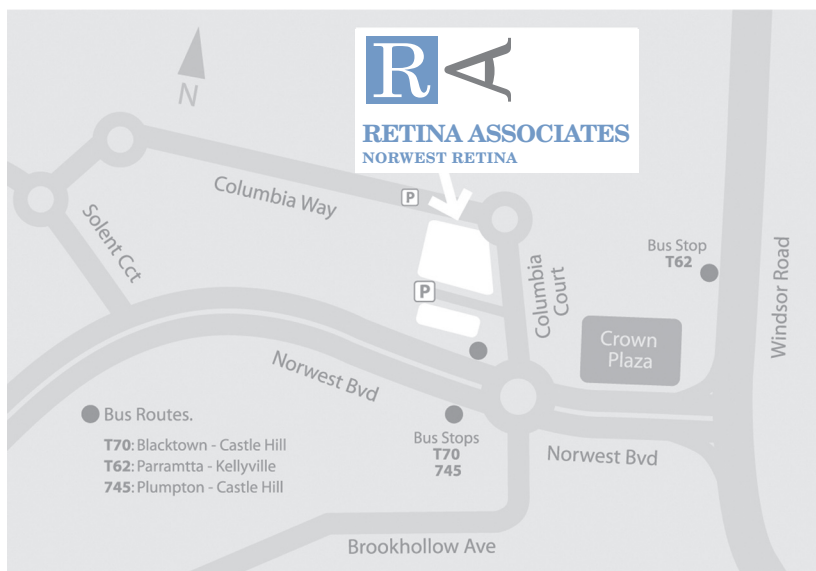 RA
RETINA ASSOCIATES
NORWEST RETINA
N
Columbia Way
P
Solent Cct
Columbia
Court
Bus Stop
T62
Windsor Road
P
Crown
Plaza
Norwest Bvd
Bus Routes.
T70: Blacktown - Castle Hill
T62: Parramtta - Kellyville
745: Plumpton - Castle Hill
Bus Stops
T70
745
Norwest Bvd
Brookhollow Ave